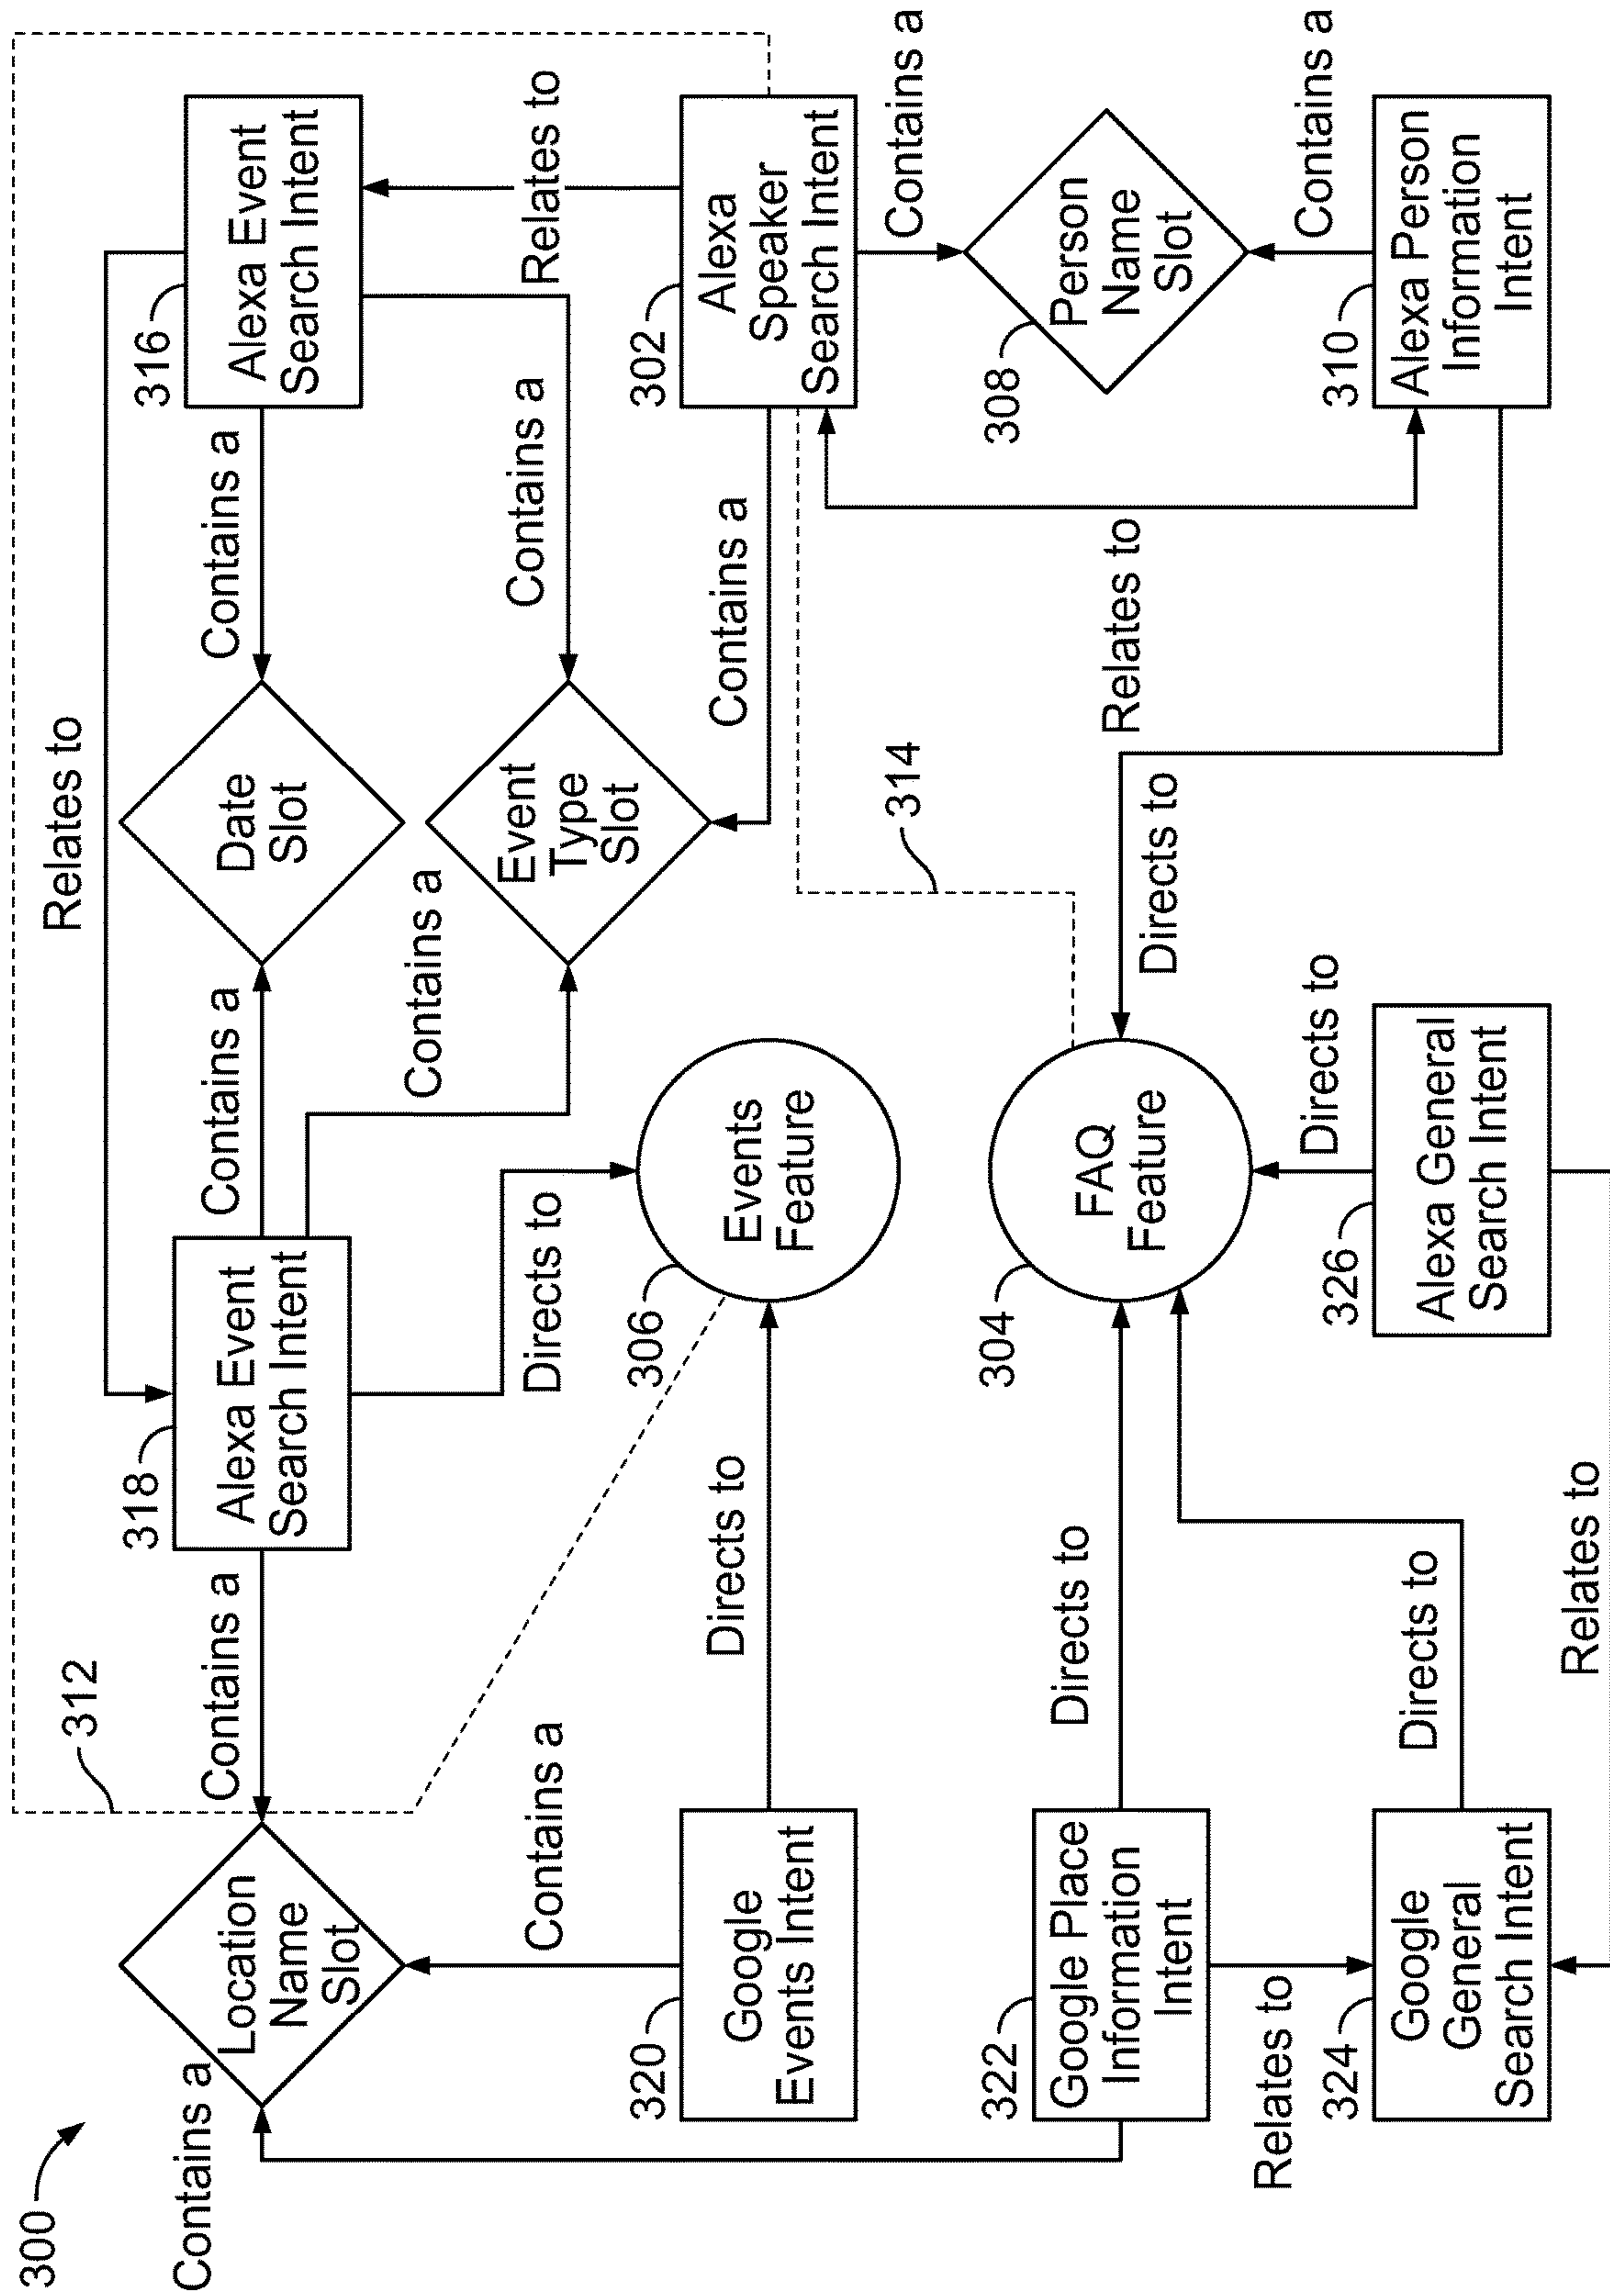 300
Contains a
Location
Name
Slot
312
Contains a
318
Alexa Event
Search Intent
Contains a
Date
Slot
Relates to
Contains a
316
Alexa Event
Search Intent
Contains a
Event
Type
Slot
Contains a
Relates to
320
Google
Events Intent
Contains a
Directs to
Directs to
306
Events
Feature
Contains a
302
Alexa
Speaker
Search Intent
Contains a
322
Google Place
Information
Intent
Directs to
304
FAQ
Feature
314
Directs to
Relates to
308
Person
Name
Slot
Contains a
Relates to
324
Google
General
Search Intent
Directs to
Relates to
326
Alexa General
Search Intent
Directs to
310
Alexa Person
Information
Intent